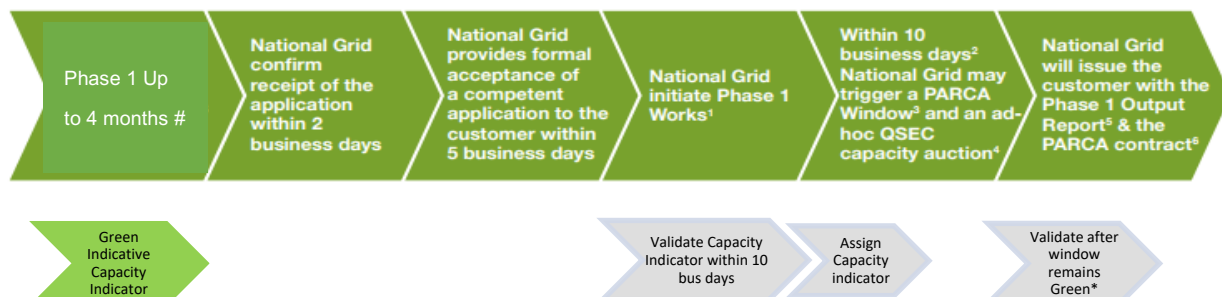 Phase 1 Up
to 4 months #
National Grid
confirm
receipt of the
application
within 2
business days
National Grid
provides formal
acceptance of
a competent
application to the
customer within
5 business days
National Grid
initiate Phase 1
Works¹
Within 10
business days²
National Grid may
trigger a PARCA
Window³ and an ad-
hoc QSEC
capacity auction⁴
National Grid
will issue the
customer with the
Phase 1 Output
Report⁵ & the
PARCA contract⁶
Green
Indicative
Capacity
Indicator
Validate Capacity
Indicator within 10
bus days
Assign
Capacity
indicator
Validate after
window
remains
Green*